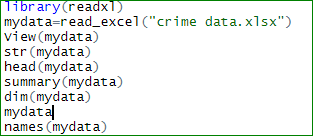 library(readxl)
mydata=read_excel("crime data.xlsx")
View(mydata)
str(mydata)
head(mydata)
summary(mydata)
dim(mydata)
mydata
names(mydata)